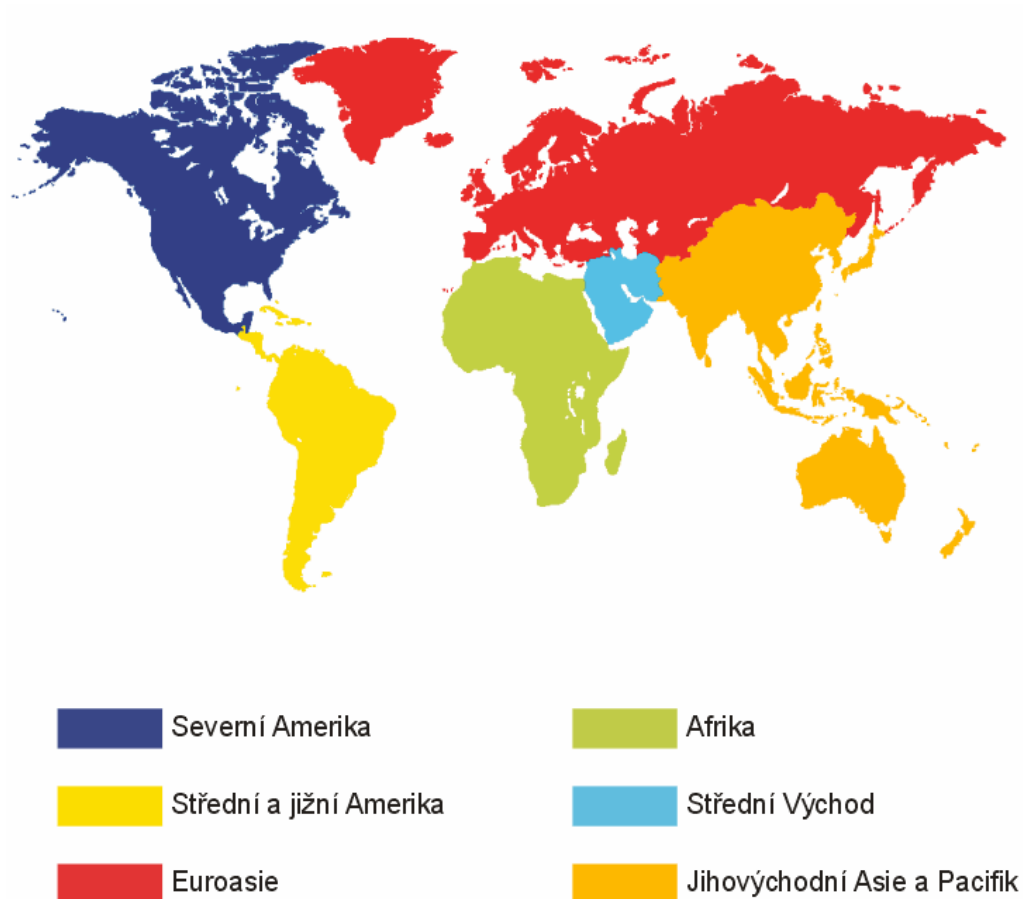 Severní Amerika
Střední a jižní Amerika
Euroasie
Afrika
Střední Východ
Jihovýchodní Asie a Pacifik